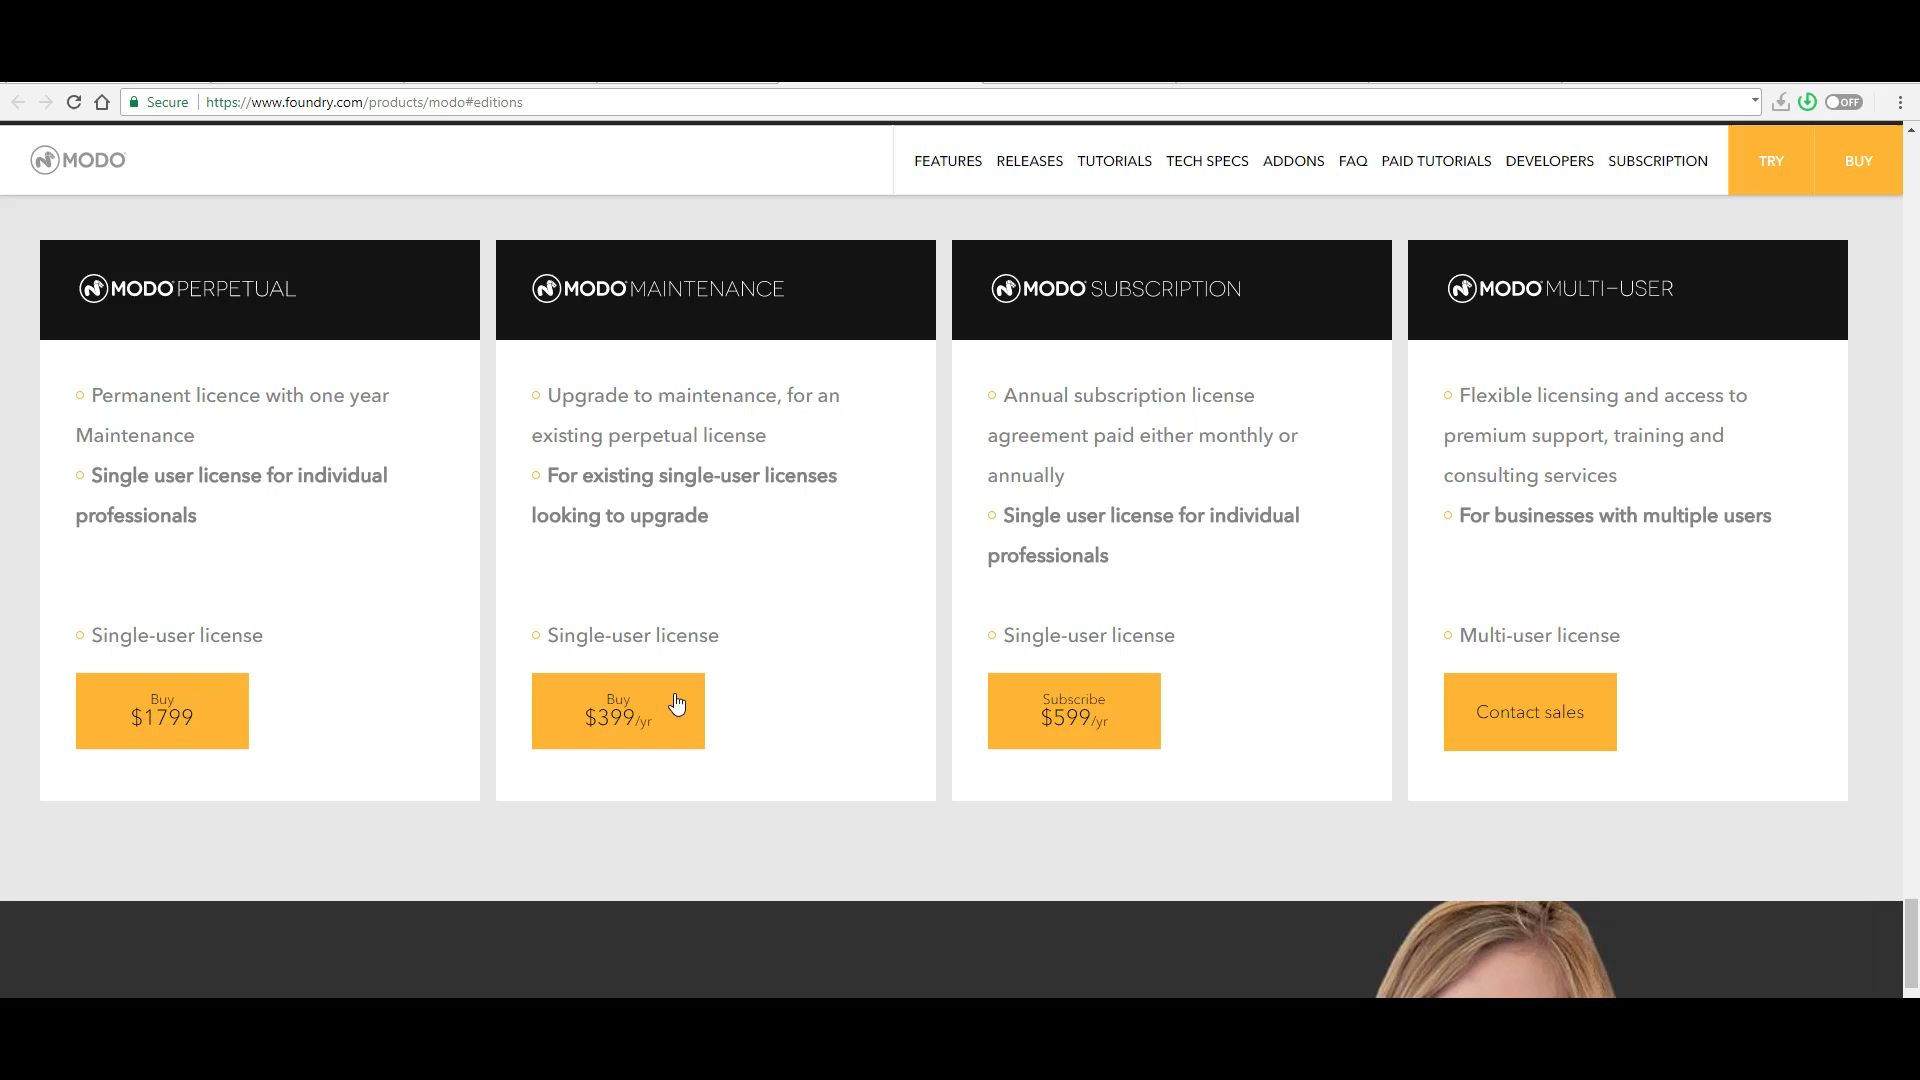 Secure https://www.foundry.com/products/modo#editions
OFF
MODO
FEATURES RELEASES TUTORIALS TECH SPECS ADDONS FAQ PAID TUTORIALS DEVELOPERS SUBSCRIPTION TRY BUY
MODO PERPETUAL
Permanent licence with one year
Maintenance
Single user license for individual
professionals
Single-user license
Buy
$1799
MODO MAINTENANCE
Upgrade to maintenance, for an
existing perpetual license
For existing single-user licenses
looking to upgrade
Single-user license
Buy
$399/yr
MODO SUBSCRIPTION
Annual subscription license
agreement paid either monthly or
annually
Single user license for individual
professionals
Single-user license
Subscribe
$599/yr
MODO MULTI-USER
Flexible licensing and access to
premium support, training and
consulting services
For businesses with multiple users
Multi-user license
Contact sales